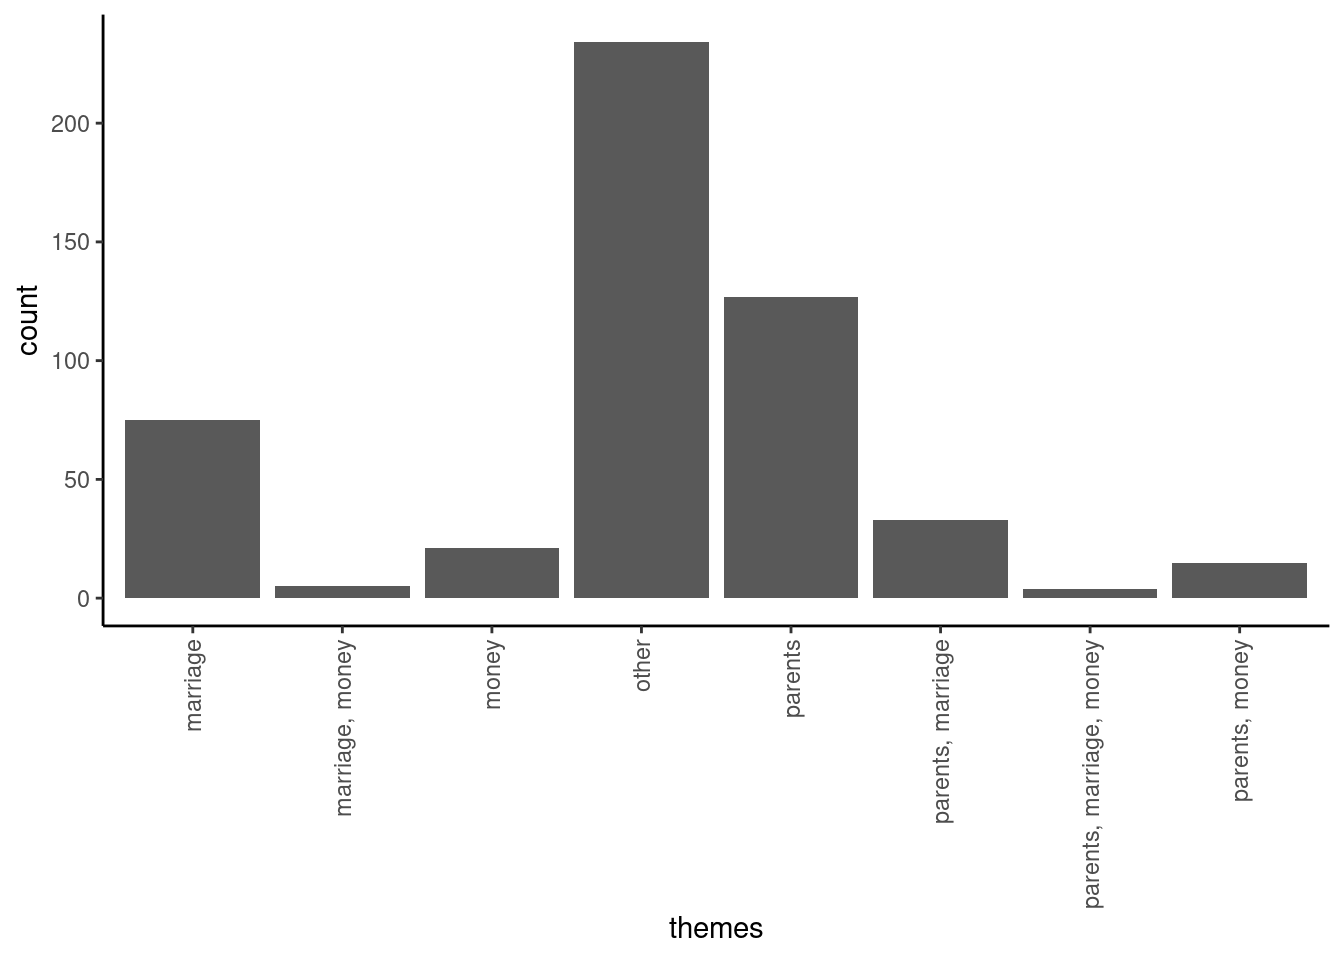 200
150
100
50
0
count
marriage
marriage, money
money
other
parents
parents, marriage
parents, marriage, money
parents, money
themes